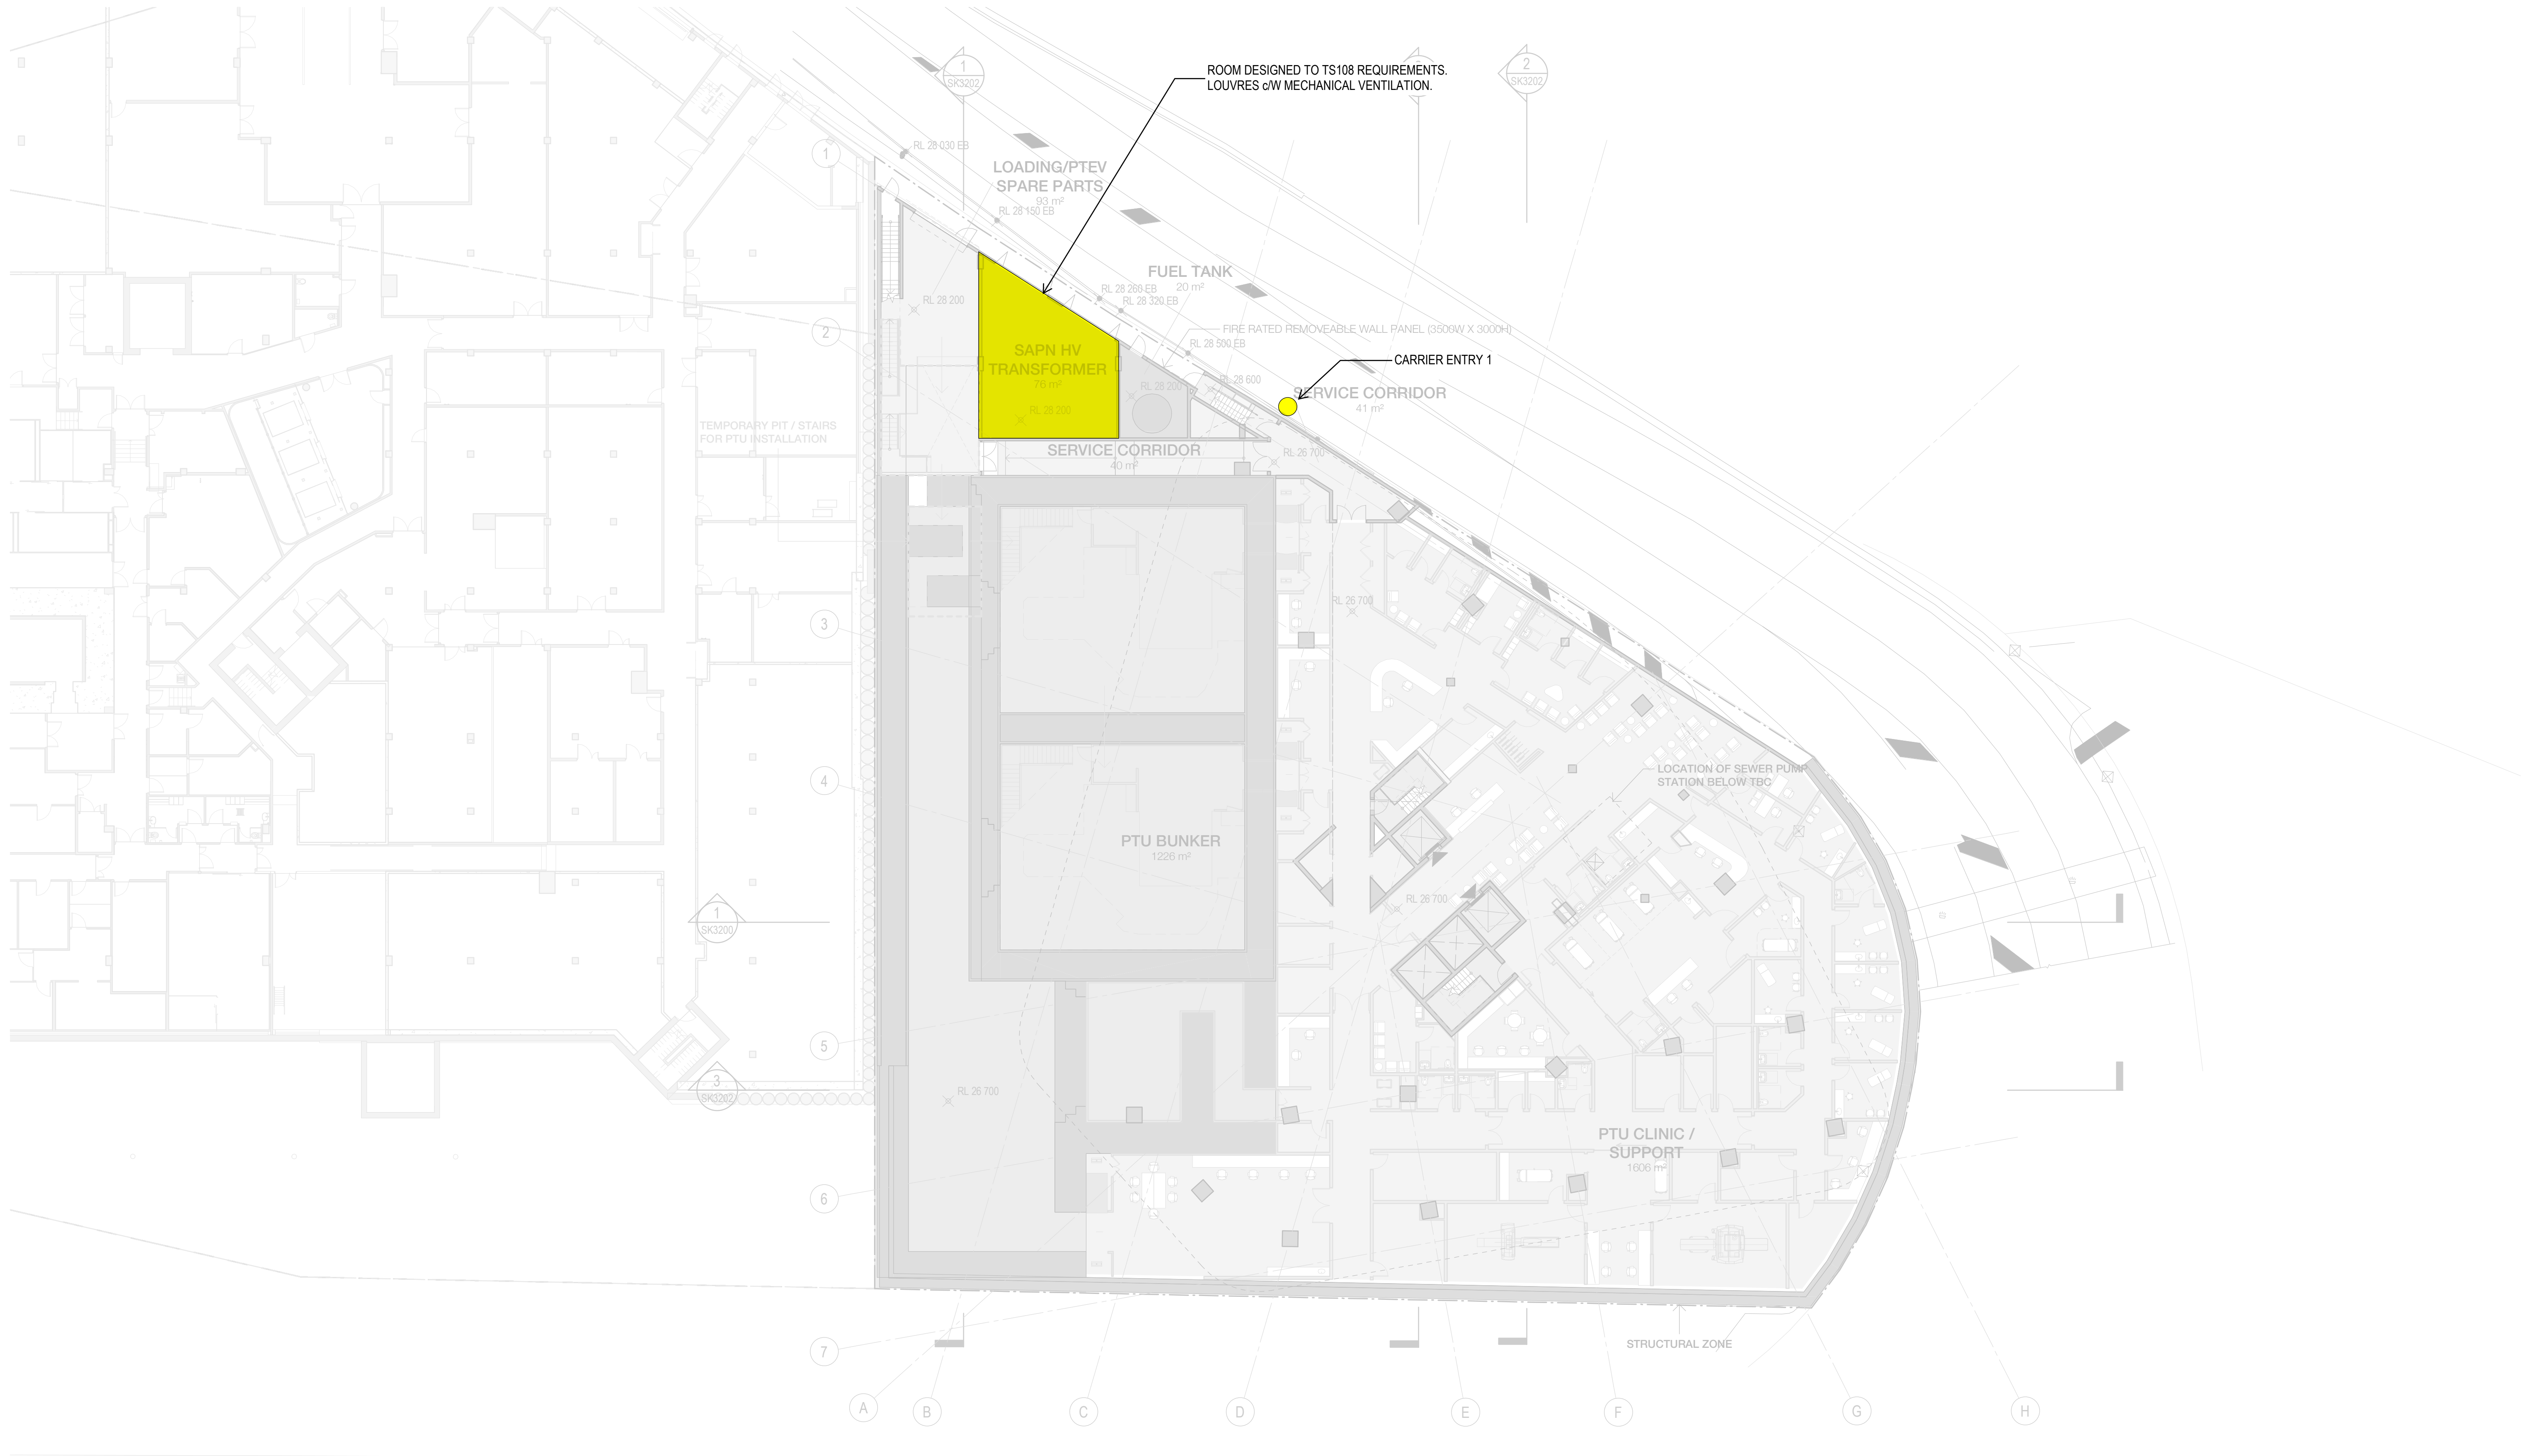 1
SK3202
2
SK3202
ROOM DESIGNED TO TS108 REQUIREMENTS.
LOUVRES c/W MECHANICAL VENTILATION.
1
RL 28 030 EB
LOADING/PTEV
SPARE PARTS
93 m²
RL 28 150 EB
FUEL TANK
20 m²
RL 28 260 EB
RL 28 320 EB
RL 28 200
2
FIRE RATED REMOVEABLE WALL PANEL (3500W X 3000H)
RL 28 500 EB
SAPN HV
TRANSFORMER
76 m²
CARRIER ENTRY 1
RL 28 200
RL 28 600
SERVICE CORRIDOR
41 m²
RL 28 200
TEMPORARY PIT / STAIRS
FOR PTU INSTALLATION
SERVICE CORRIDOR
40 m²
RL 26 700
RL 26 700
3
4
LOCATION OF SEWER PUMP
STATION BELOW TBC
PTU BUNKER
1226 m²
RL 26 700
1
SK3200
5
3
SK3202
RL 26 700
PTU CLINIC /
SUPPORT
1606 m²
6
7
STRUCTURAL ZONE
A
B
C
D
E
F
G
H